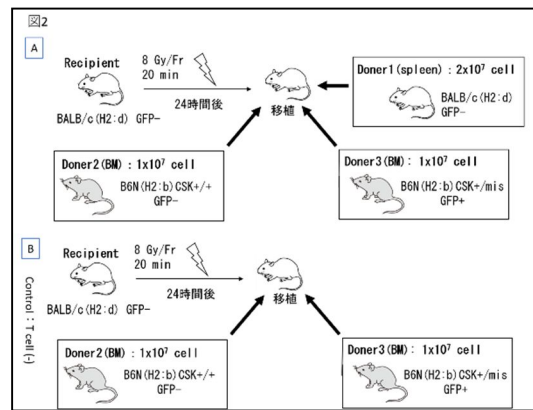 図2
A
Recipient
8 Gy/Fr
20 min
24時間後
BALB/c(H2:d) GFP-
移植
Doner1(spleen) : 2x10⁷ cell
BALB/c(H2:d)
GFP-
Doner2(BM) : 1x10⁷ cell
B6N(H2:b)CSK+/+
GFP-
Doner3(BM) : 1x10⁷ cell
B6N(H2:b)CSK+/mis
GFP+
B
Control : T cell(-)
Recipient
8 Gy/Fr
20 min
24時間後
BALB/c(H2:d) GFP-
移植
Doner2(BM) : 1x10⁷ cell
B6N(H2:b)CSK+/+
GFP-
Doner3(BM) : 1x10⁷ cell
B6N(H2:b)CSK+/mis
GFP+